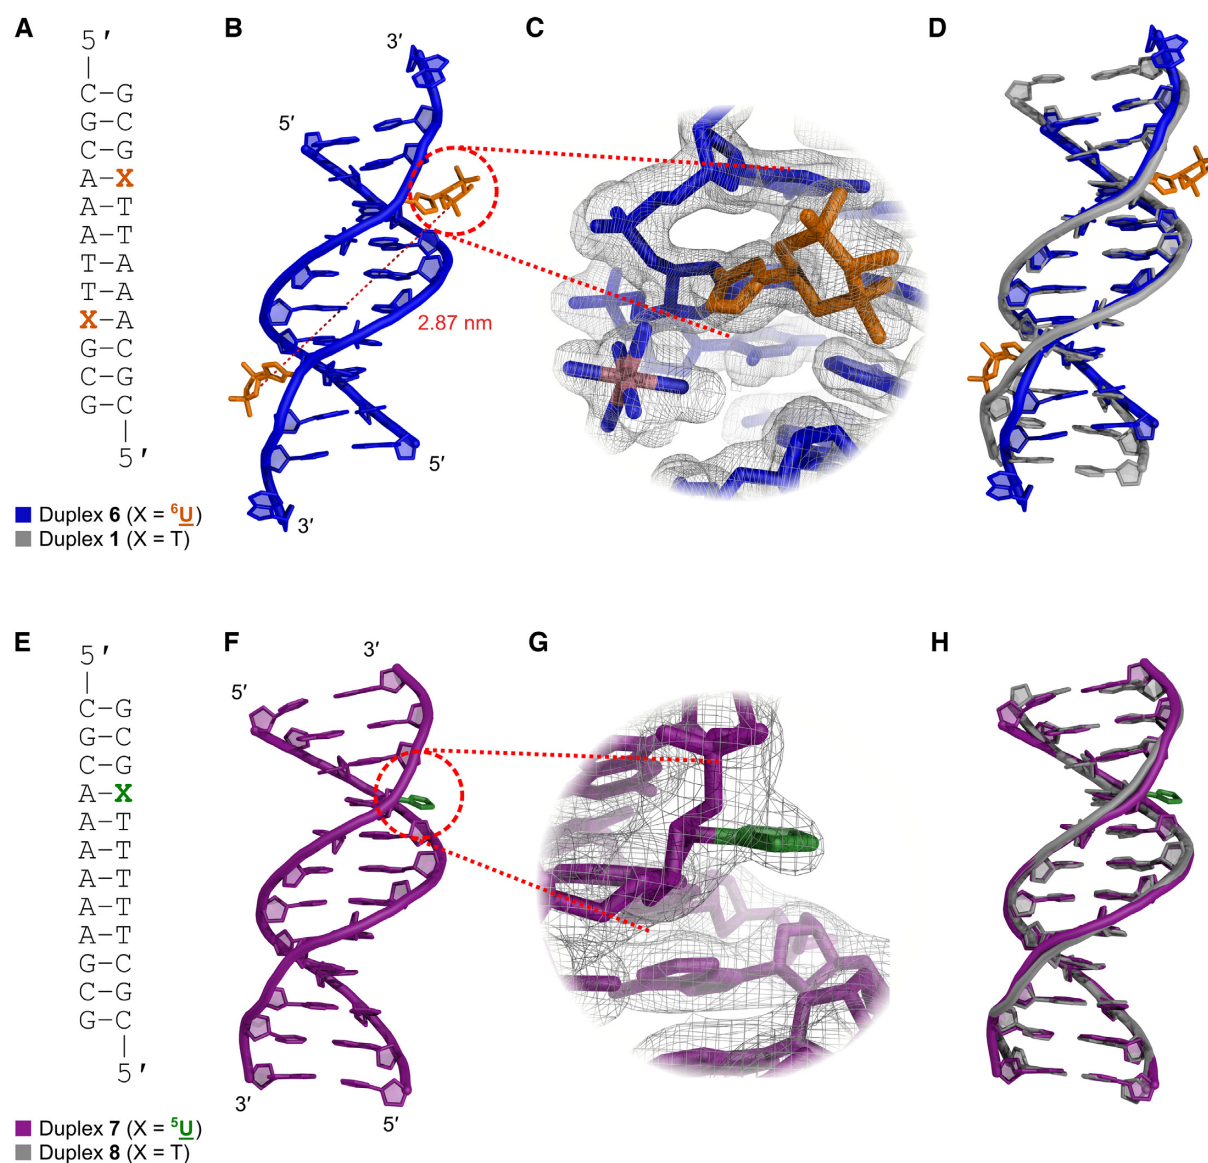 A
5′
C–G
G–C
C–G
A–X
A–T
A–T
T–A
T–A
X–A
G–C
C–G
G–C
5′
B
3′
5′
2.87 nm
5′
3′
C
D
Duplex 6 (X = ⁶U)
Duplex 1 (X = T)
E
5′
C–G
G–C
C–G
A–X
A–T
A–T
A–T
A–T
A–T
G–C
C–G
G–C
5′
F
3′
5′
3′
5′
G
H
Duplex 7 (X = ⁵U)
Duplex 8 (X = T)